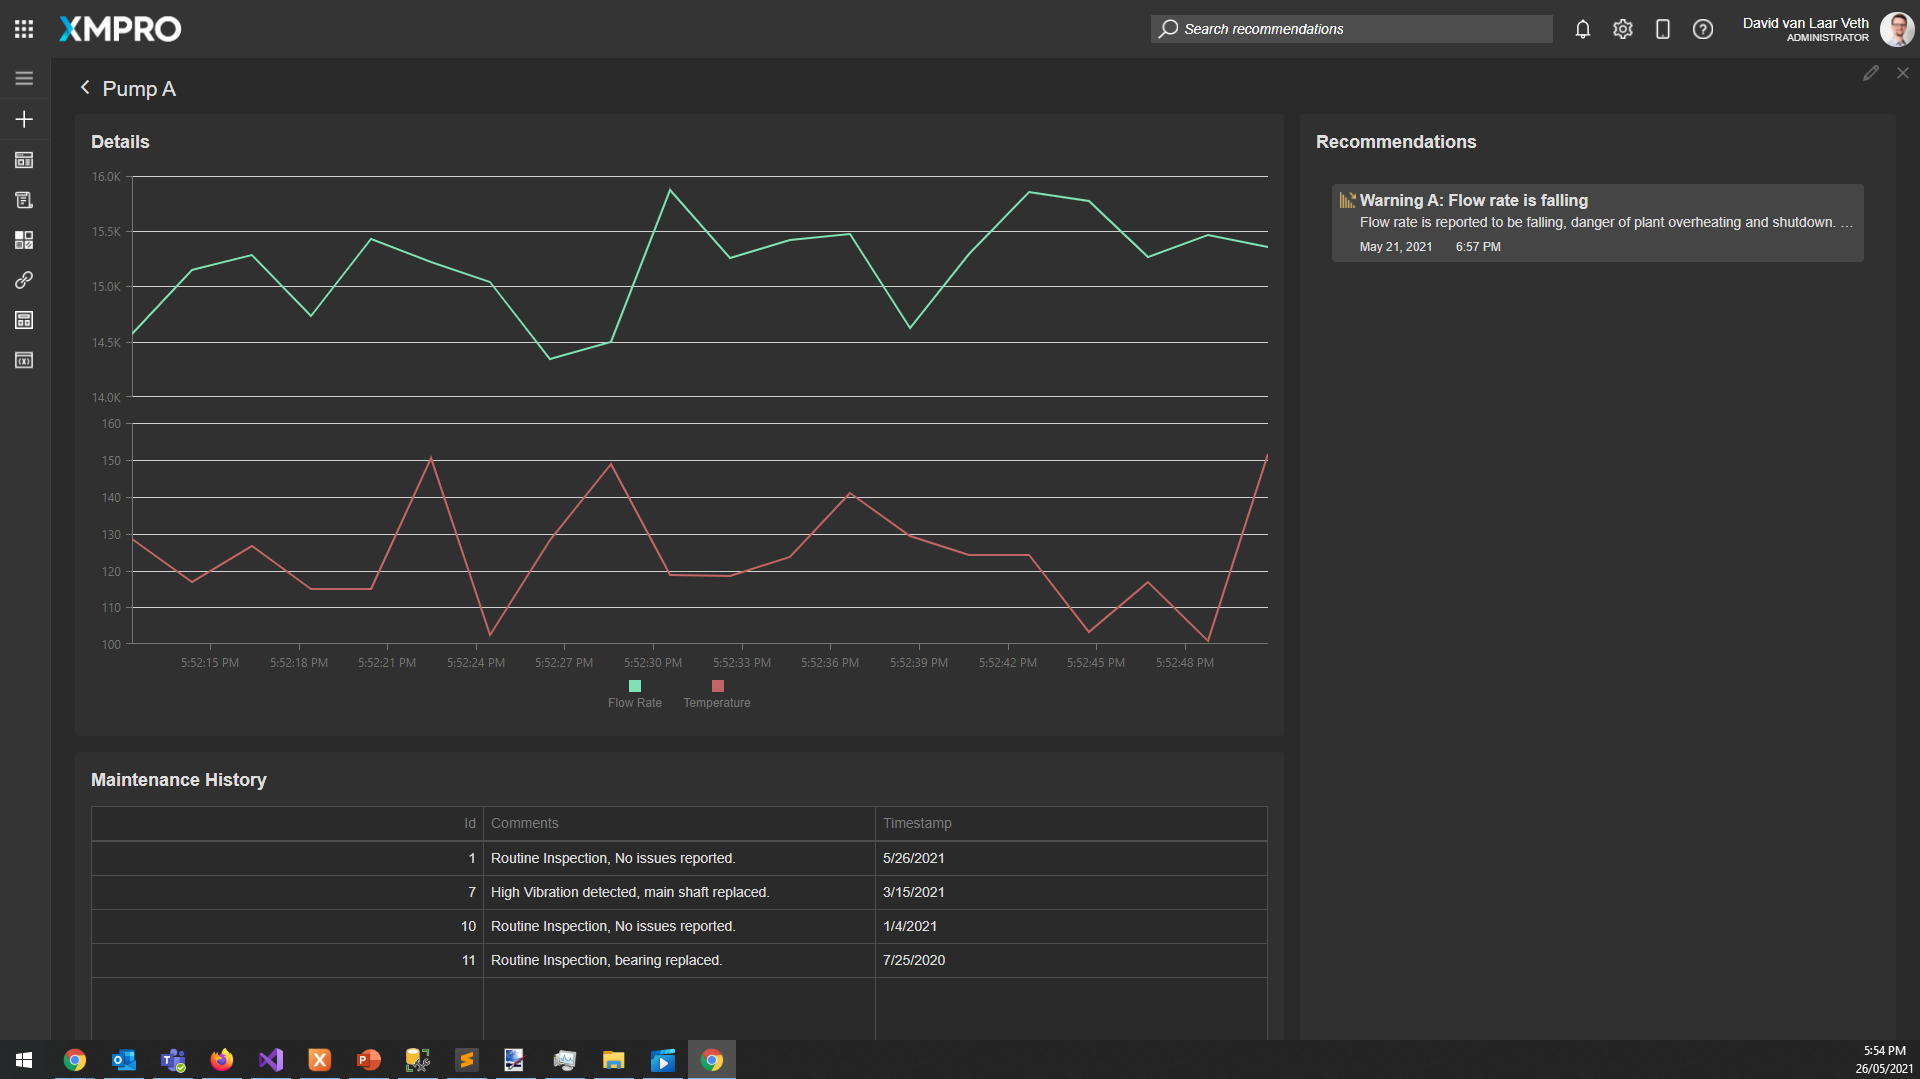 XMPRO
Search recommendations
David van Laar Veth
ADMINISTRATOR
Pump A
Details
16.0K
15.5K
15.0K
14.5K
14.0K
160
150
140
130
120
110
100
5:52:15 PM 5:52:18 PM 5:52:21 PM 5:52:24 PM 5:52:27 PM 5:52:30 PM 5:52:33 PM 5:52:36 PM 5:52:39 PM 5:52:42 PM 5:52:45 PM 5:52:48 PM
Flow Rate Temperature
Recommendations
Warning A: Flow rate is falling
Flow rate is reported to be falling, danger of plant overheating and shutdown. ...
May 21, 2021 6:57 PM
Maintenance History
Id Comments Timestamp
1 Routine Inspection, No issues reported. 5/26/2021
7 High Vibration detected, main shaft replaced. 3/15/2021
10 Routine Inspection, No issues reported. 1/4/2021
11 Routine Inspection, bearing replaced. 7/25/2020
5:54 PM
26/05/2021